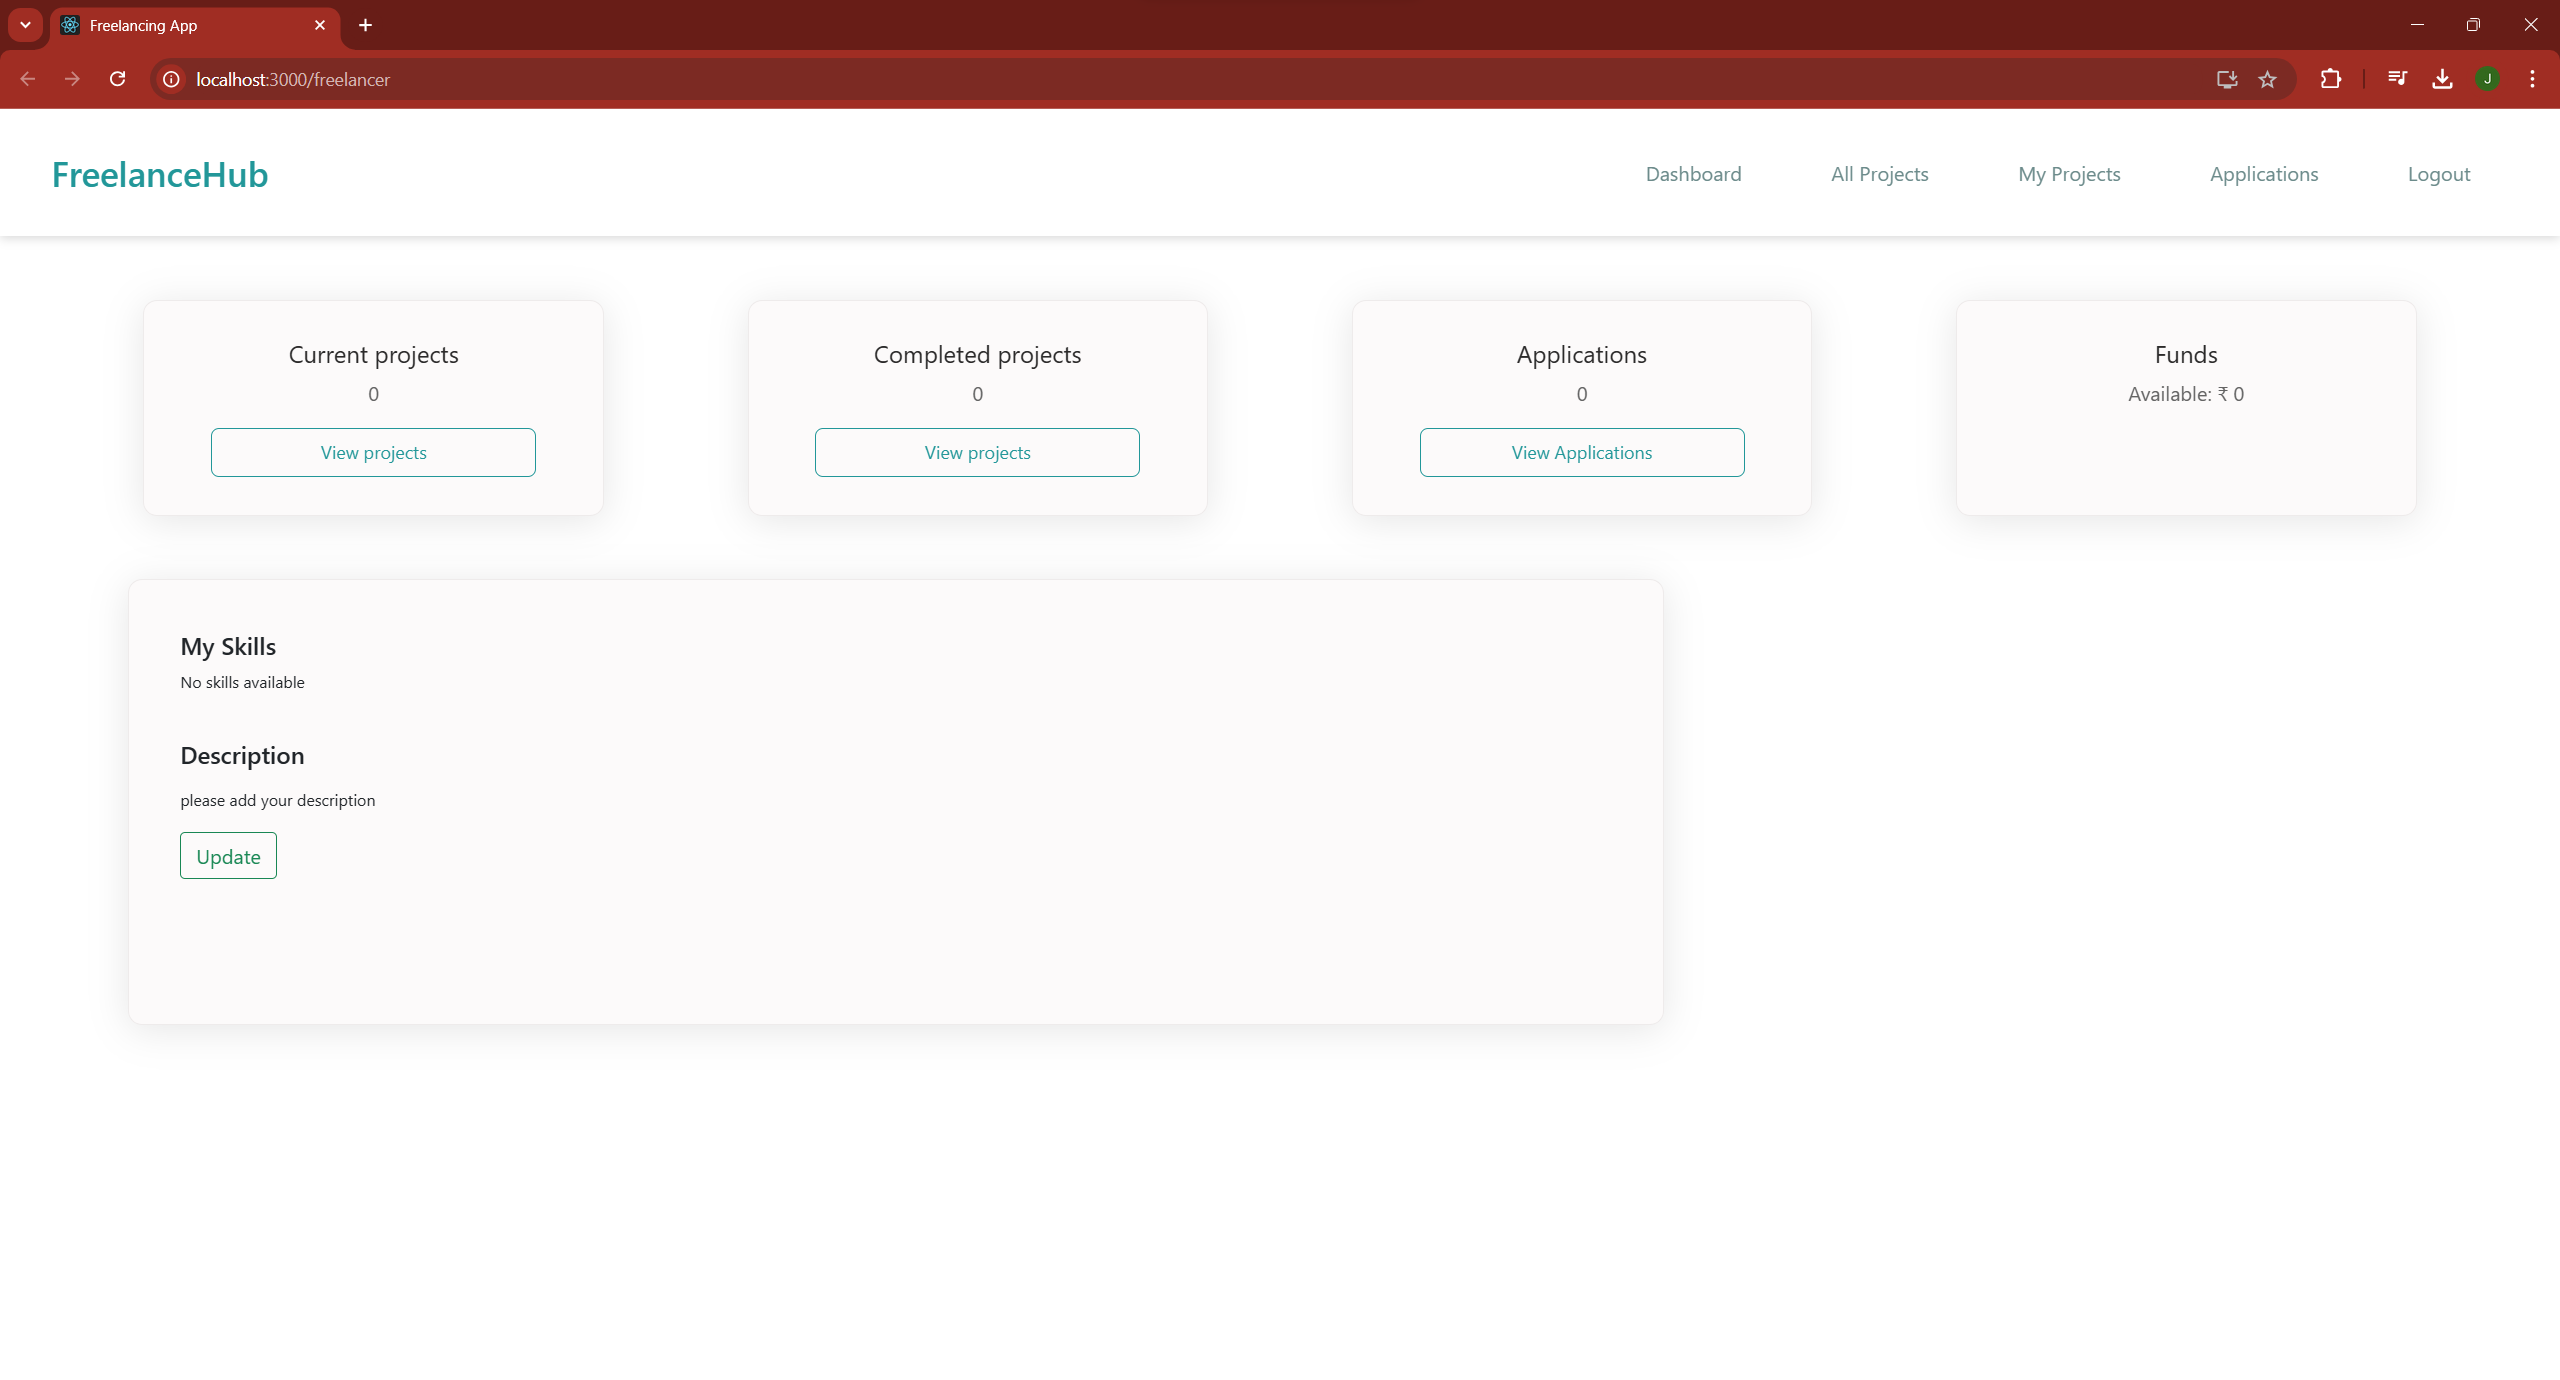 Freelancing App
localhost:3000/freelancer
J
FreelanceHub
Dashboard
All Projects
My Projects
Applications
Logout
Current projects
0
View projects
Completed projects
0
View projects
Applications
0
View Applications
Funds
Available: ₹ 0
My Skills
No skills available
Description
please add your description
Update